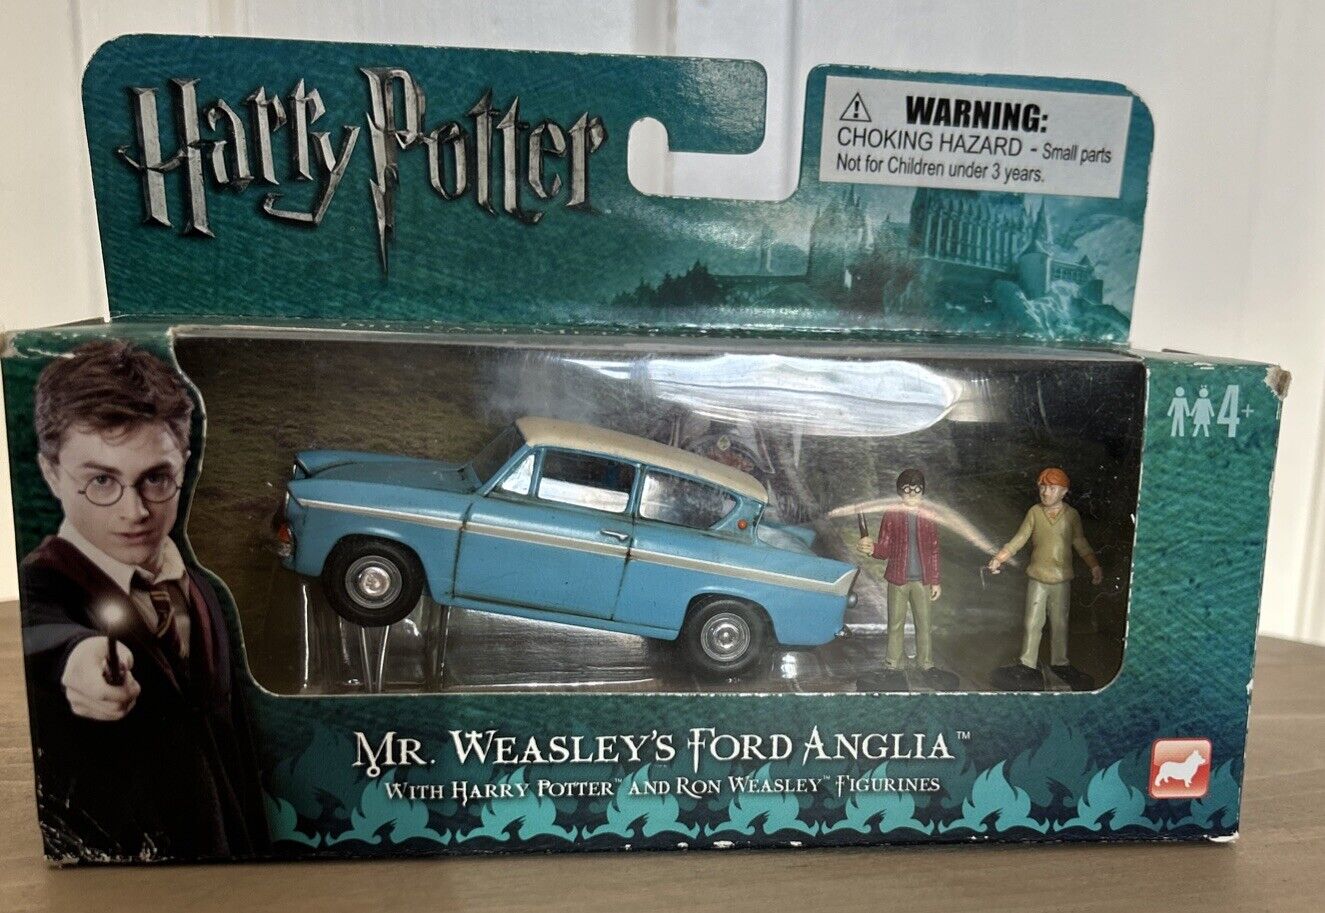 Harry Potter
WARNING:
CHOKING HAZARD - Small parts
Not for Children under 3 years.
4+
MR. WEASLEY'S FORD ANGLIA™
WITH HARRY POTTER™ AND RON WEASLEY™ FIGURINES